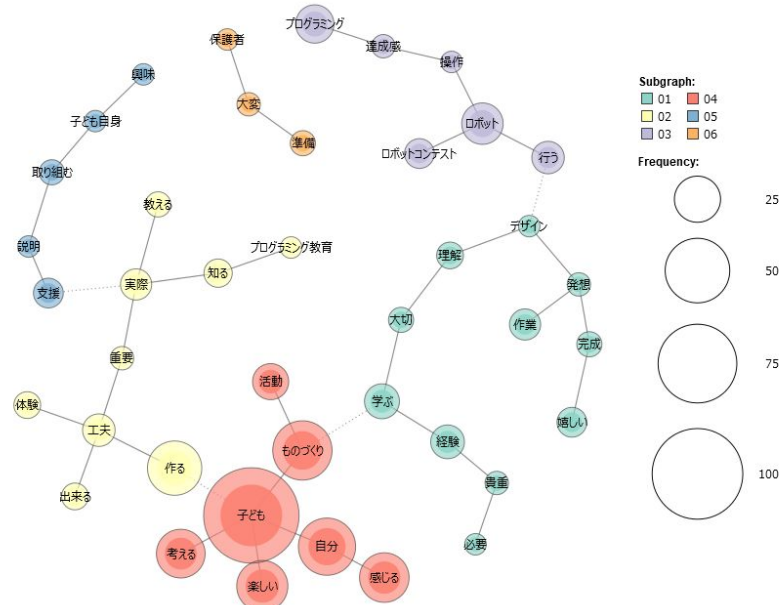 プログラミング
保護者
達成感
操作
興味
大変
子ども自身
ロボット
準備
ロボットコンテスト
行う
取り組む
教える
デザイン
説明
プログラミング教育
理解
実際
知る
発想
支援
大切
作業
完成
重要
活動
学ぶ
体験
嬉しい
工夫
経験
ものづくり
作る
貴重
出来る
子ども
必要
自分
考える
感じる
楽しい
Subgraph:
01 04
02 05
03 06
Frequency:
25
50
75
100